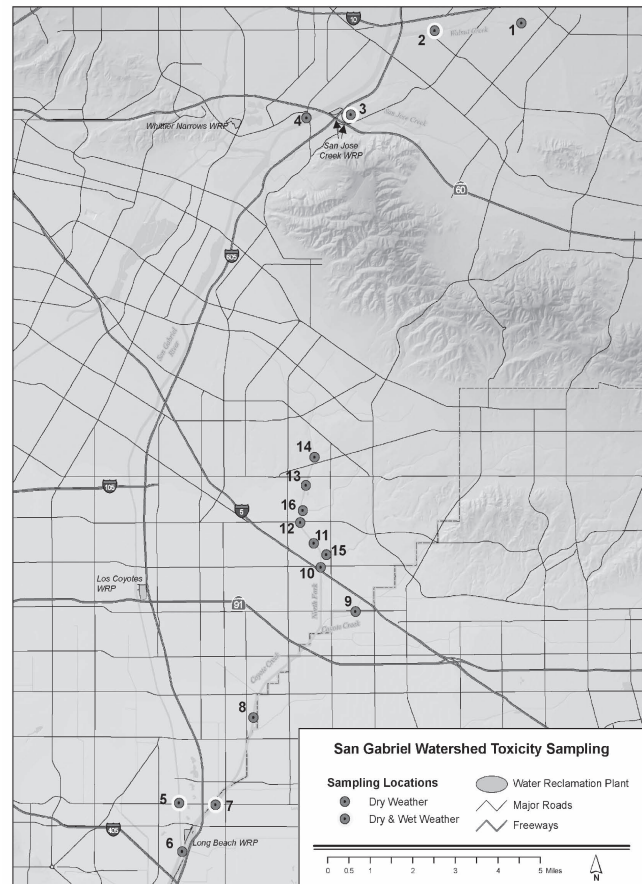 10
2
1
Walnut Creek
3
4
San Jose Creek
Whittier Narrows WRP
San Jose
Creek WRP
60
605
San Gabriel
River
14
13
105
16
5
12
11
15
10
Los Coyotes
WRP
91
9
North Fork
Coyote Creek
Coyote Creek
8
5
7
405
6
Long Beach WRP
San Gabriel Watershed Toxicity Sampling
Sampling Locations
Dry Weather
Dry & Wet Weather
Water Reclamation Plant
Major Roads
Freeways
0 0.5 1 2 3 4 5 Miles
N